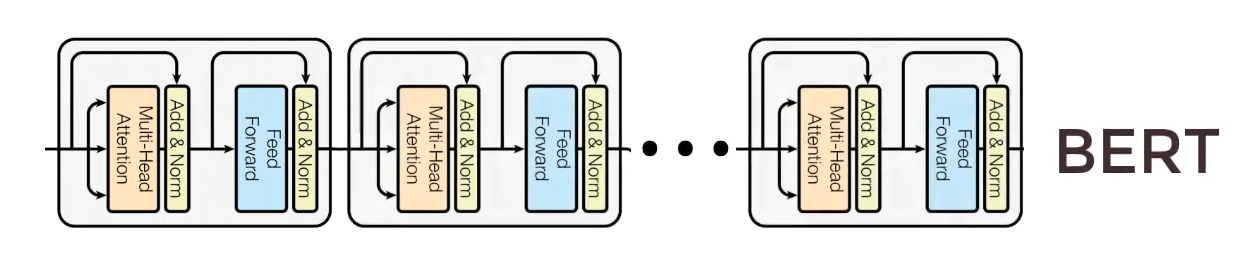 Multi-Head
Attention
Add & Norm
Feed
Forward
Add & Norm
Multi-Head
Attention
Add & Norm
Feed
Forward
Add & Norm
Multi-Head
Attention
Add & Norm
Feed
Forward
Add & Norm
BERT